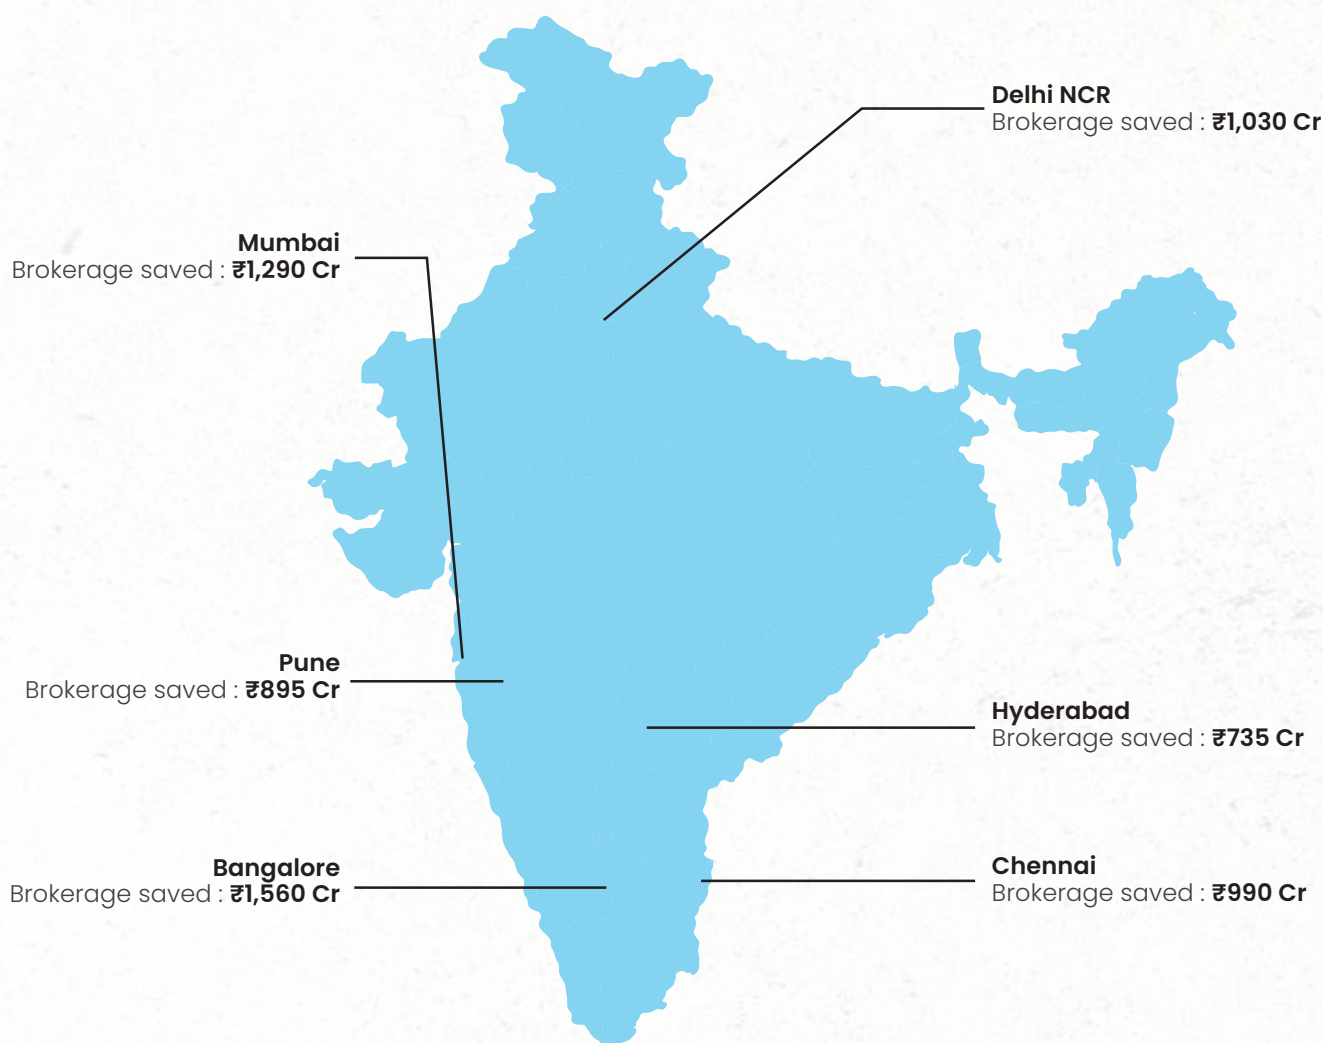 Delhi NCR
Brokerage saved : ₹1,030 Cr
Mumbai
Brokerage saved : ₹1,290 Cr
Pune
Brokerage saved : ₹895 Cr
Hyderabad
Brokerage saved : ₹735 Cr
Bangalore
Brokerage saved : ₹1,560 Cr
Chennai
Brokerage saved : ₹990 Cr